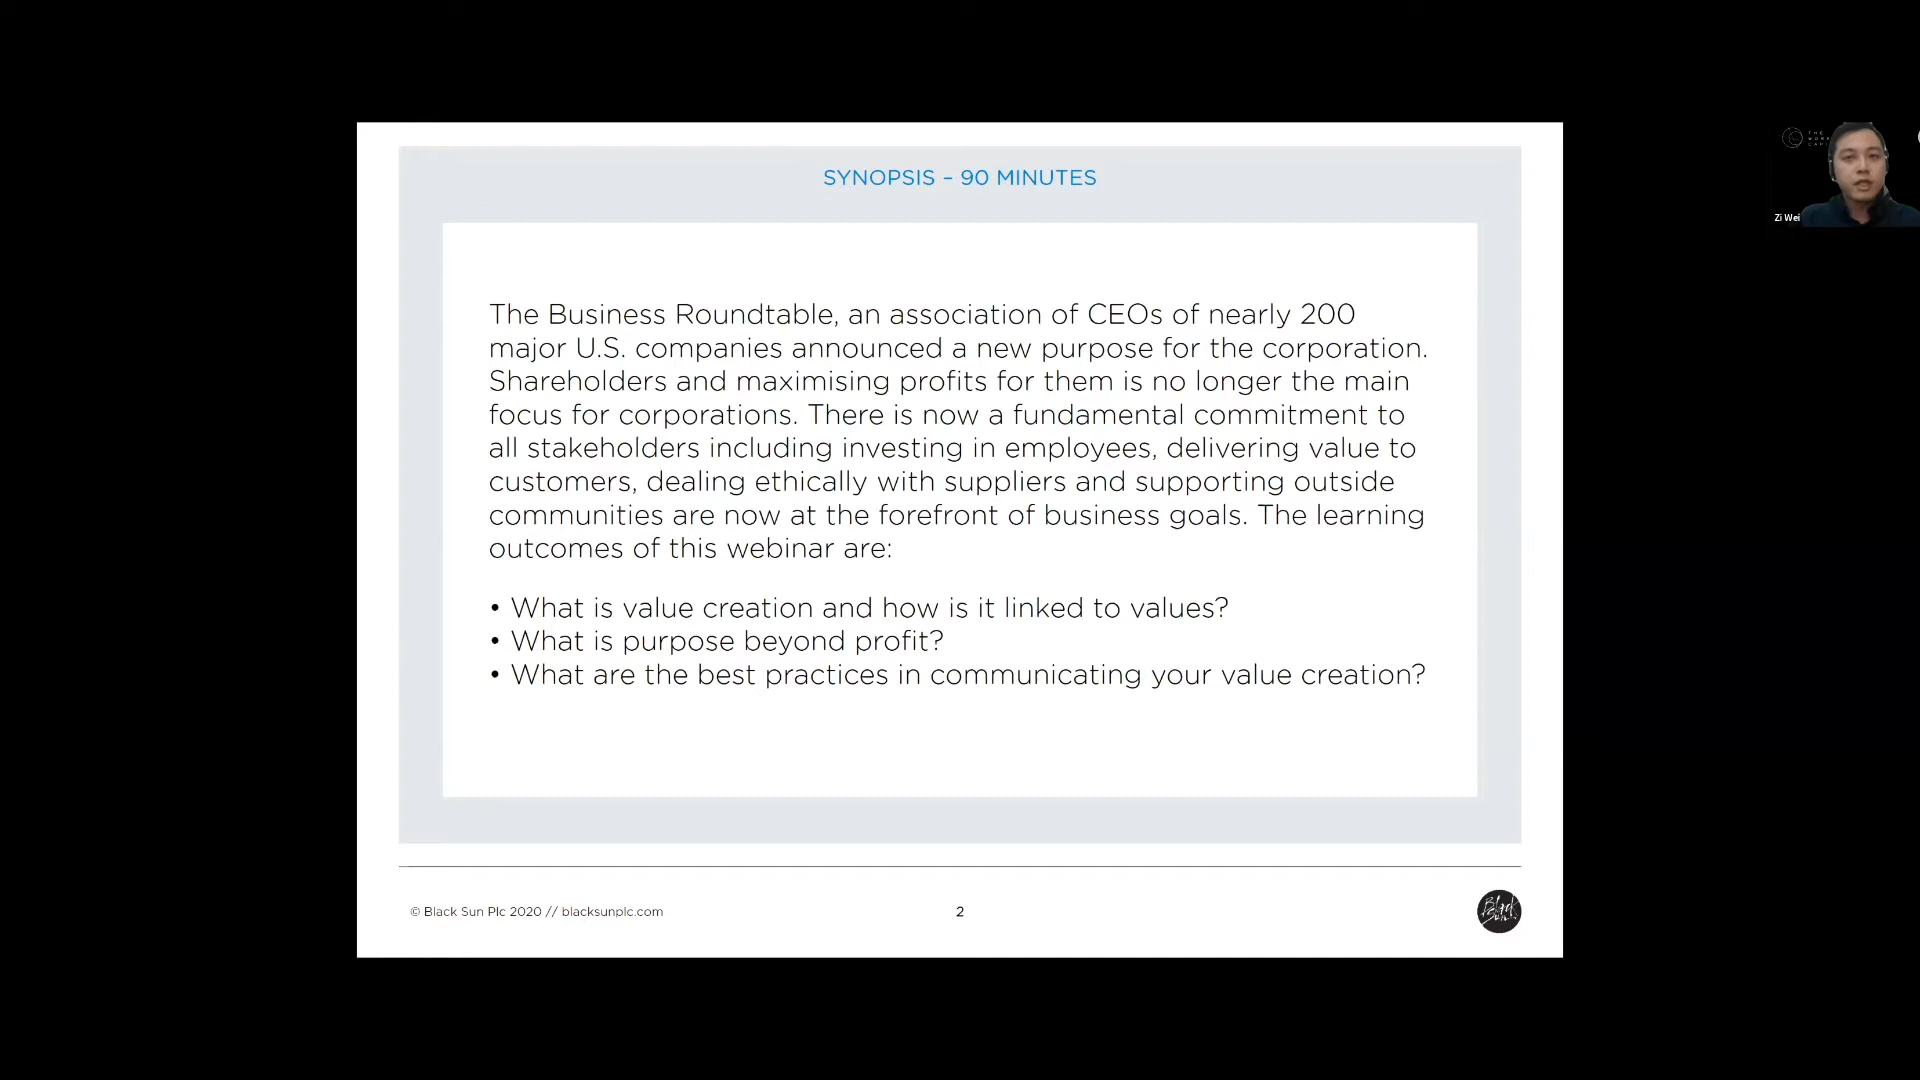 SYNOPSIS – 90 MINUTES
The Business Roundtable, an association of CEOs of nearly 200
major U.S. companies announced a new purpose for the corporation.
Shareholders and maximising profits for them is no longer the main
focus for corporations. There is now a fundamental commitment to
all stakeholders including investing in employees, delivering value to
customers, dealing ethically with suppliers and supporting outside
communities are now at the forefront of business goals. The learning
outcomes of this webinar are:
• What is value creation and how is it linked to values?
• What is purpose beyond profit?
• What are the best practices in communicating your value creation?
© Black Sun Plc 2020 // blacksunplc.com
2
Black
Sun
THE
Zi Wei